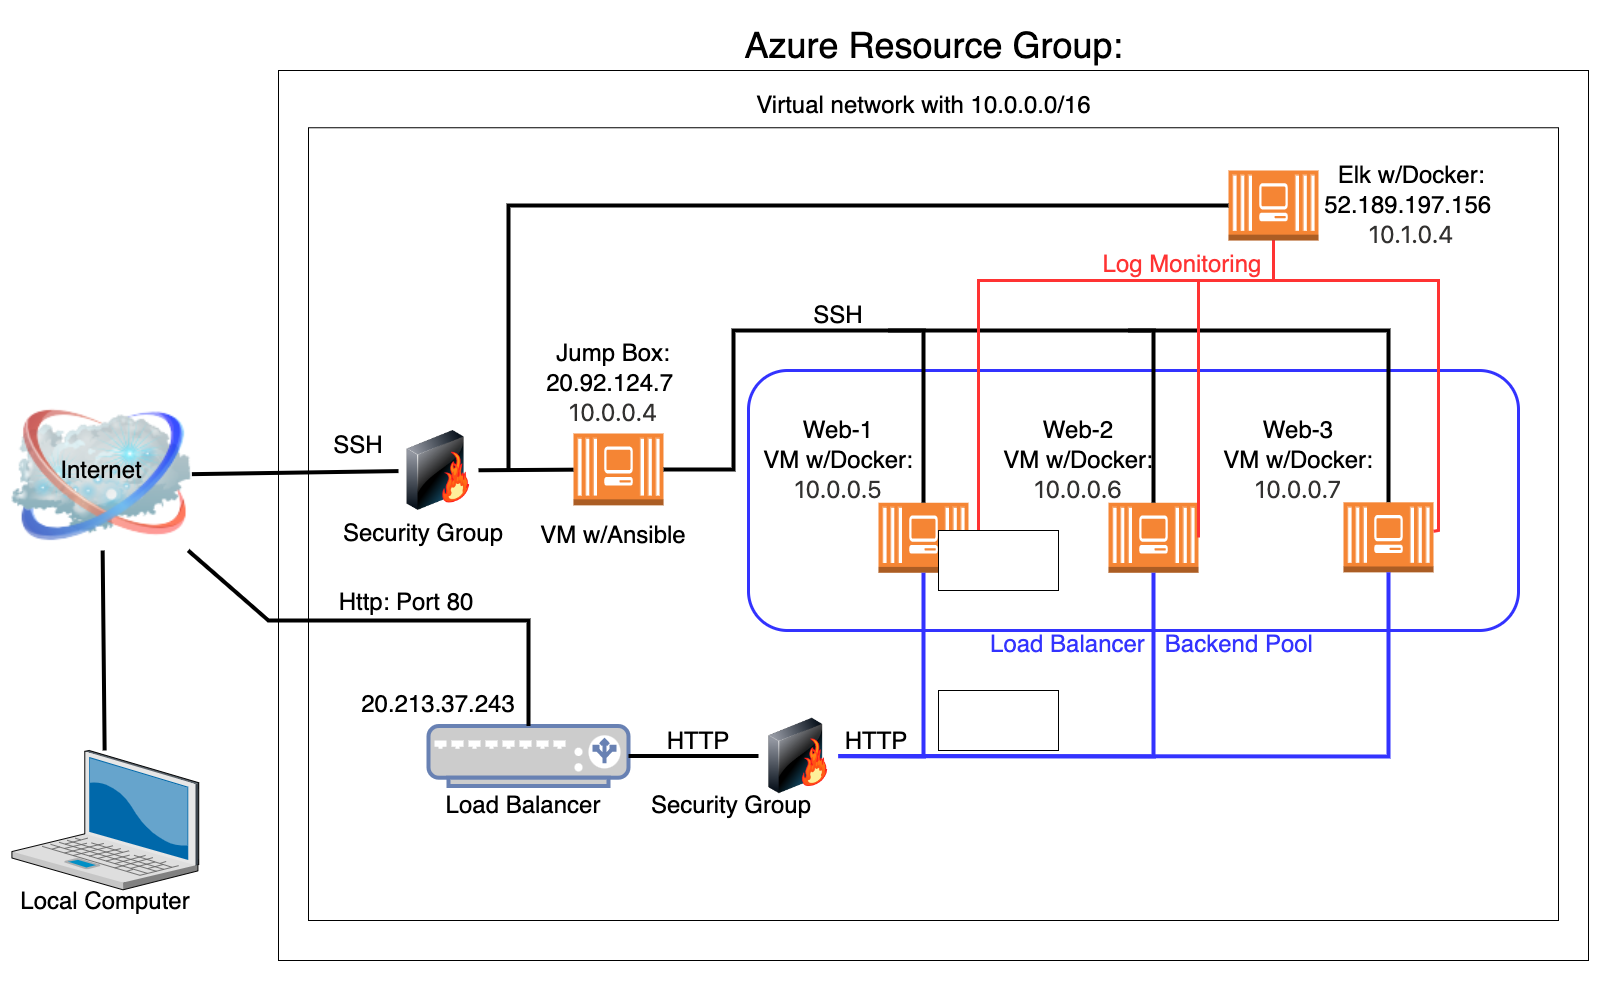 Azure Resource Group:
Virtual network with 10.0.0.0/16
Elk w/Docker:
52.189.197.156
10.1.0.4
Log Monitoring
SSH
Jump Box:
20.92.124.7
10.0.0.4
SSH
Internet
Security Group
VM w/Ansible
Web-1
VM w/Docker:
10.0.0.5
Web-2
VM w/Docker:
10.0.0.6
Web-3
VM w/Docker:
10.0.0.7
Http: Port 80
Load Balancer Backend Pool
20.213.37.243
HTTP
HTTP
Load Balancer
Security Group
Local Computer